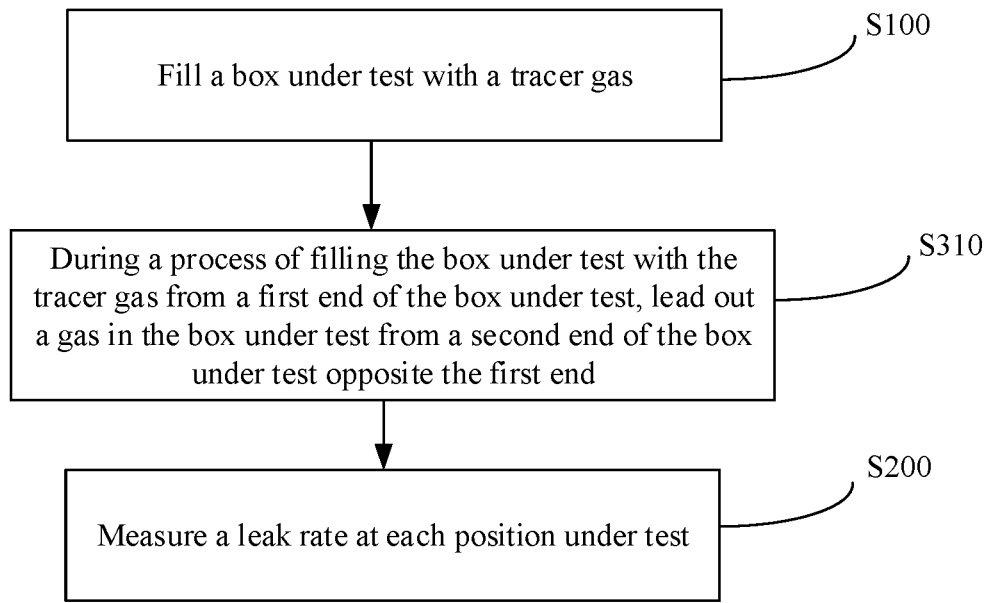 S100
Fill a box under test with a tracer gas
S310
During a process of filling the box under test with the
tracer gas from a first end of the box under test, lead out
a gas in the box under test from a second end of the box
under test opposite the first end
S200
Measure a leak rate at each position under test